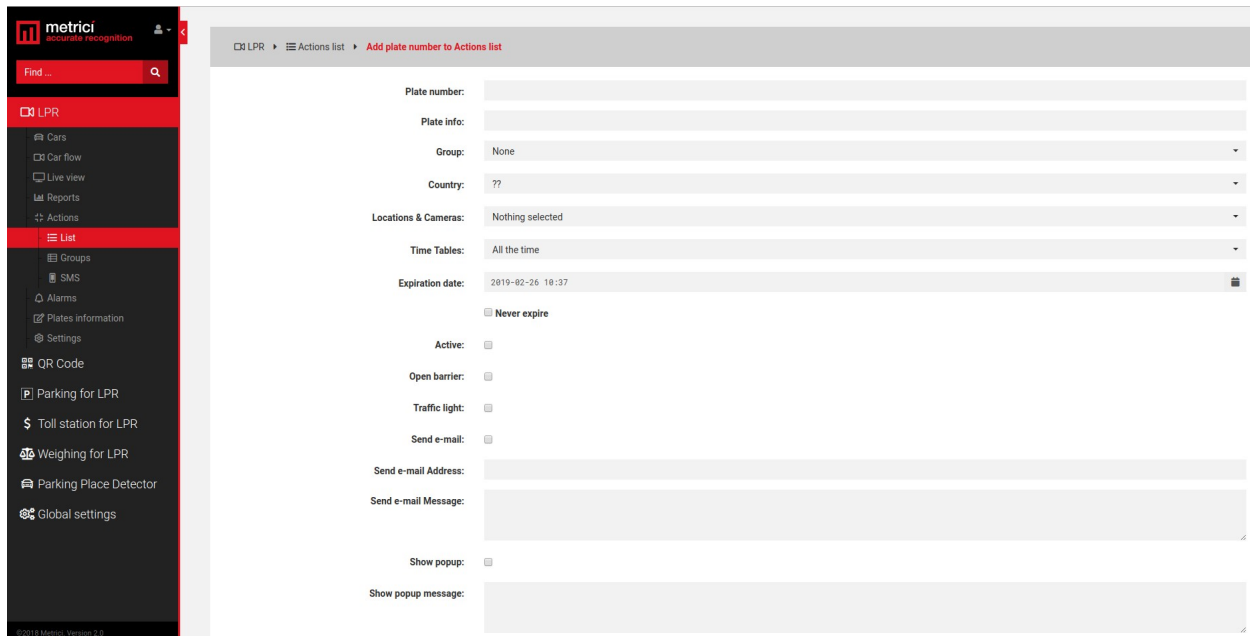 metrici
accurate recognition
Find ...
LPR
Cars
Car flow
Live view
Reports
Actions
List
Groups
SMS
Alarms
Plates information
Settings
QR Code
Parking for LPR
Toll station for LPR
Weighing for LPR
Parking Place Detector
Global settings
©2018 Metrici. Version 2.0
LPR Actions list Add plate number to Actions list
Plate number:
Plate info:
Group: None
Country: ??
Locations & Cameras: Nothing selected
Time Tables: All the time
Expiration date: 2019-02-26 10:37
Never expire
Active:
Open barrier:
Traffic light:
Send e-mail:
Send e-mail Address:
Send e-mail Message:
Show popup:
Show popup message: